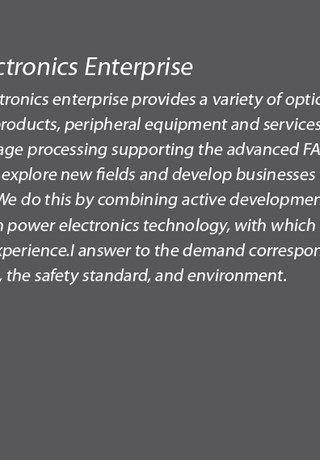 ctronics Enterprise
tronics enterprise provides a variety of optic
products, peripheral equipment and services
age processing supporting the advanced FA
explore new fields and develop businesses
We do this by combining active developmen
n power electronics technology, with which
xperience.I answer to the demand correspon
, the safety standard, and environment.